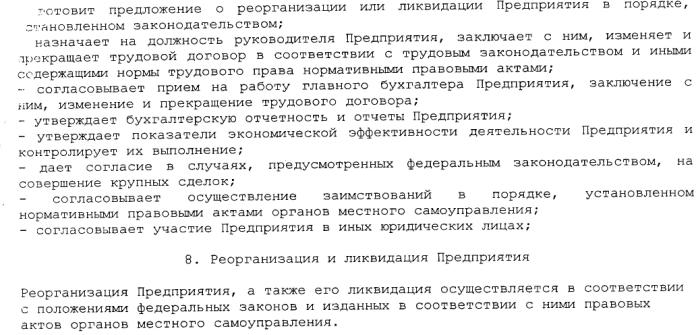 готовит предложение о реорганизации или ликвидации Предприятия в порядке,
установленном законодательством;
назначает на должность руководителя Предприятия, заключает с ним, изменяет и
прекращает трудовой договор в соответствии с трудовым законодательством и иными
содержащими нормы трудового права нормативными правовыми актами;
- согласовывает прием на работу главного бухгалтера Предприятия, заключение с
ним, изменение и прекращение трудового договора;
- утверждает бухгалтерскую отчетность и отчеты Предприятия;
- утверждает показатели экономической эффективности деятельности Предприятия и
контролирует их выполнение;
- дает согласие в случаях, предусмотренных федеральным законодательством, на
совершение крупных сделок;
- согласовывает осуществление заимствований в порядке, установленном
нормативными правовыми актами органов местного самоуправления;
- согласовывает участие Предприятия в иных юридических лицах;
8. Реорганизация и ликвидация Предприятия
Реорганизация Предприятия, а также его ликвидация осуществляется в соответствии
с положениями федеральных законов и изданных в соответствии с ними правовых
актов органов местного самоуправления.